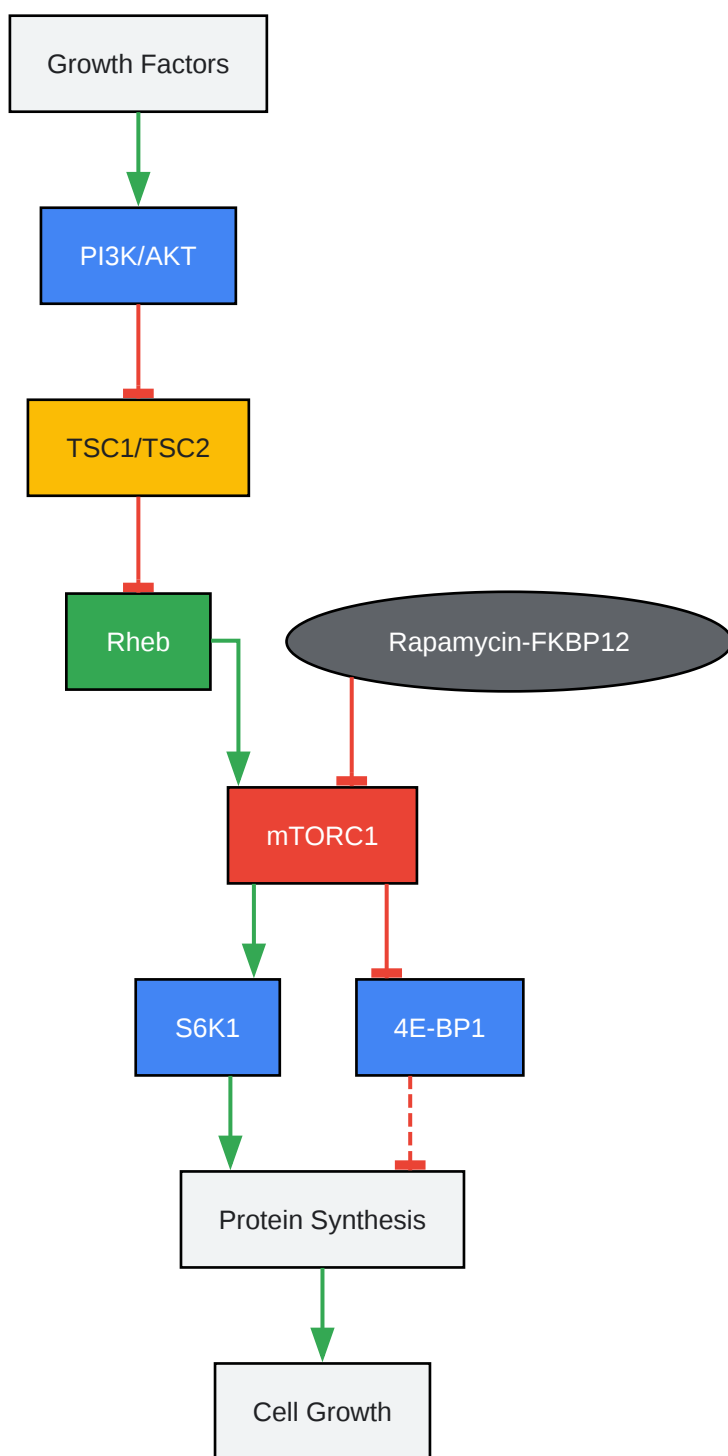 Growth Factors
PI3K/AKT
TSC1/TSC2
Rheb
Rapamycin-FKBP12
mTORC1
S6K1
4E-BP1
Protein Synthesis
Cell Growth